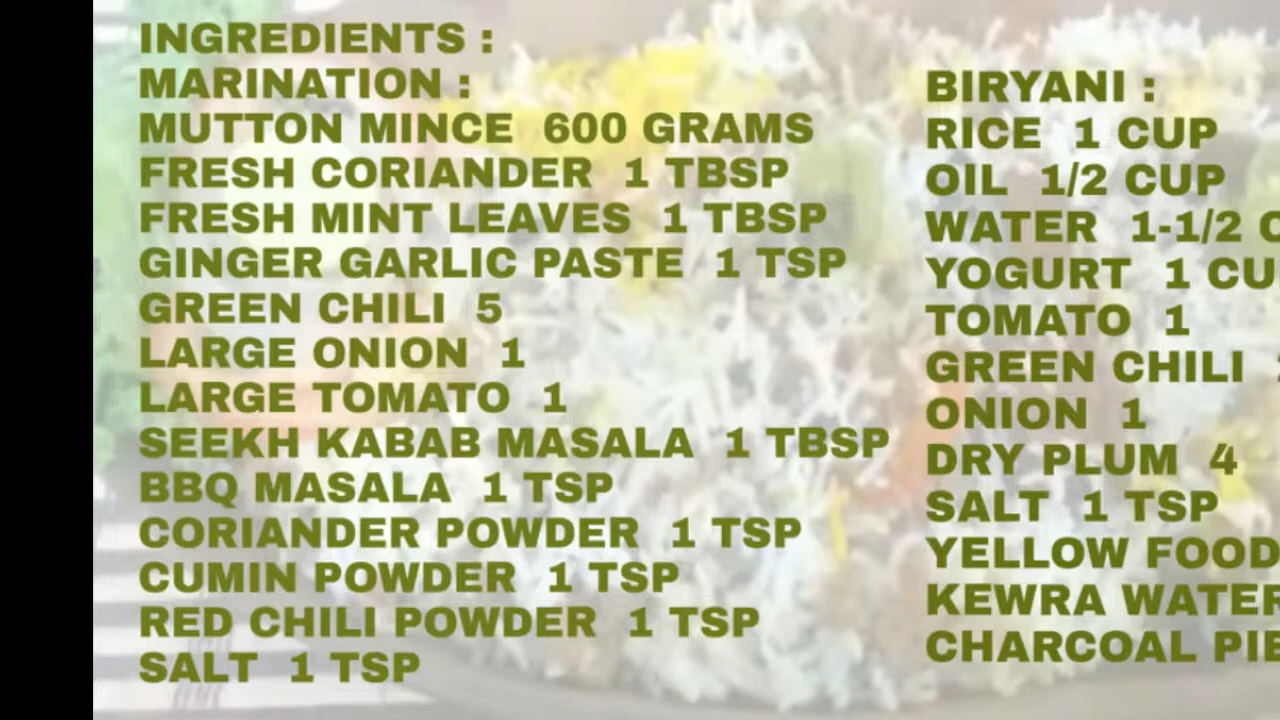 INGREDIENTS :
MARINATION :
MUTTON MINCE 600 GRAMS
FRESH CORIANDER 1 TBSP
FRESH MINT LEAVES 1 TBSP
GINGER GARLIC PASTE 1 TSP
GREEN CHILI 5
LARGE ONION 1
LARGE TOMATO 1
SEEKH KABAB MASALA 1 TBSP
BBQ MASALA 1 TSP
CORIANDER POWDER 1 TSP
CUMIN POWDER 1 TSP
RED CHILI POWDER 1 TSP
SALT 1 TSP
BIRYANI :
RICE 1 CUP
OIL 1/2 CUP
WATER 1-1/2
YOGURT 1
TOMATO 1
GREEN CHILI
ONION 1
DRY PLUM 4
SALT 1 TSP
YELLOW FOOD
KEWRA WATER
CHARCOAL